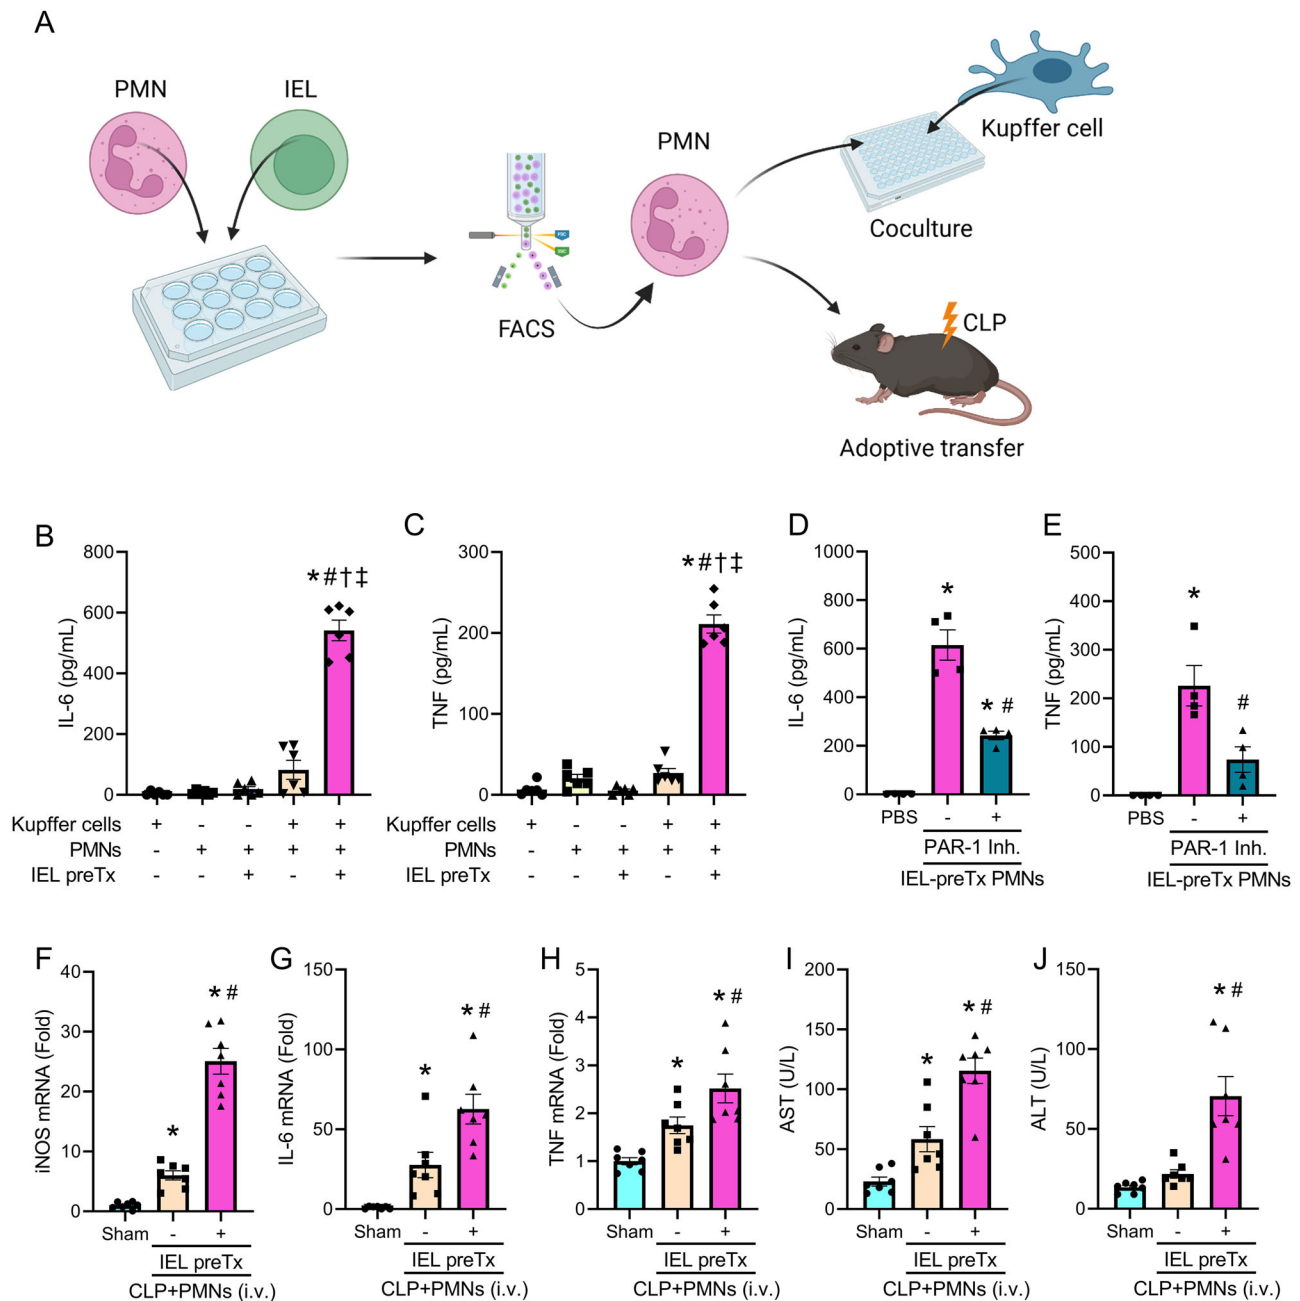 A
PMN
IEL
FACS
PMN
Kupffer cell
Coculture
CLP
Adoptive transfer
B
IL-6 (pg/mL)
800
600
400
200
0
*#†‡
Kupffer cells + - - + +
PMNs - + + + +
IEL preTx - - + - +
C
TNF (pg/mL)
300
200
100
0
*#†‡
Kupffer cells + - - + +
PMNs - + + + +
IEL preTx - - + - +
D
IL-6 (pg/mL)
1000
800
600
400
200
0
*
* #
PBS - +
PAR-1 Inh.
IEL-preTx PMNs
E
TNF (pg/mL)
500
400
300
200
100
0
*
#
PBS - +
PAR-1 Inh.
IEL-preTx PMNs
F
iNOS mRNA (Fold)
40
30
20
10
0
*
* #
Sham - +
IEL preTx
CLP+PMNs (i.v.)
G
IL-6 mRNA (Fold)
150
100
50
0
*
* #
Sham - +
IEL preTx
CLP+PMNs (i.v.)
H
TNF mRNA (Fold)
5
4
3
2
1
0
*
* #
Sham - +
IEL preTx
CLP+PMNs (i.v.)
I
AST (U/L)
200
150
100
50
0
*
* #
Sham - +
IEL preTx
CLP+PMNs (i.v.)
J
ALT (U/L)
150
100
50
0
* #
Sham - +
IEL preTx
CLP+PMNs (i.v.)